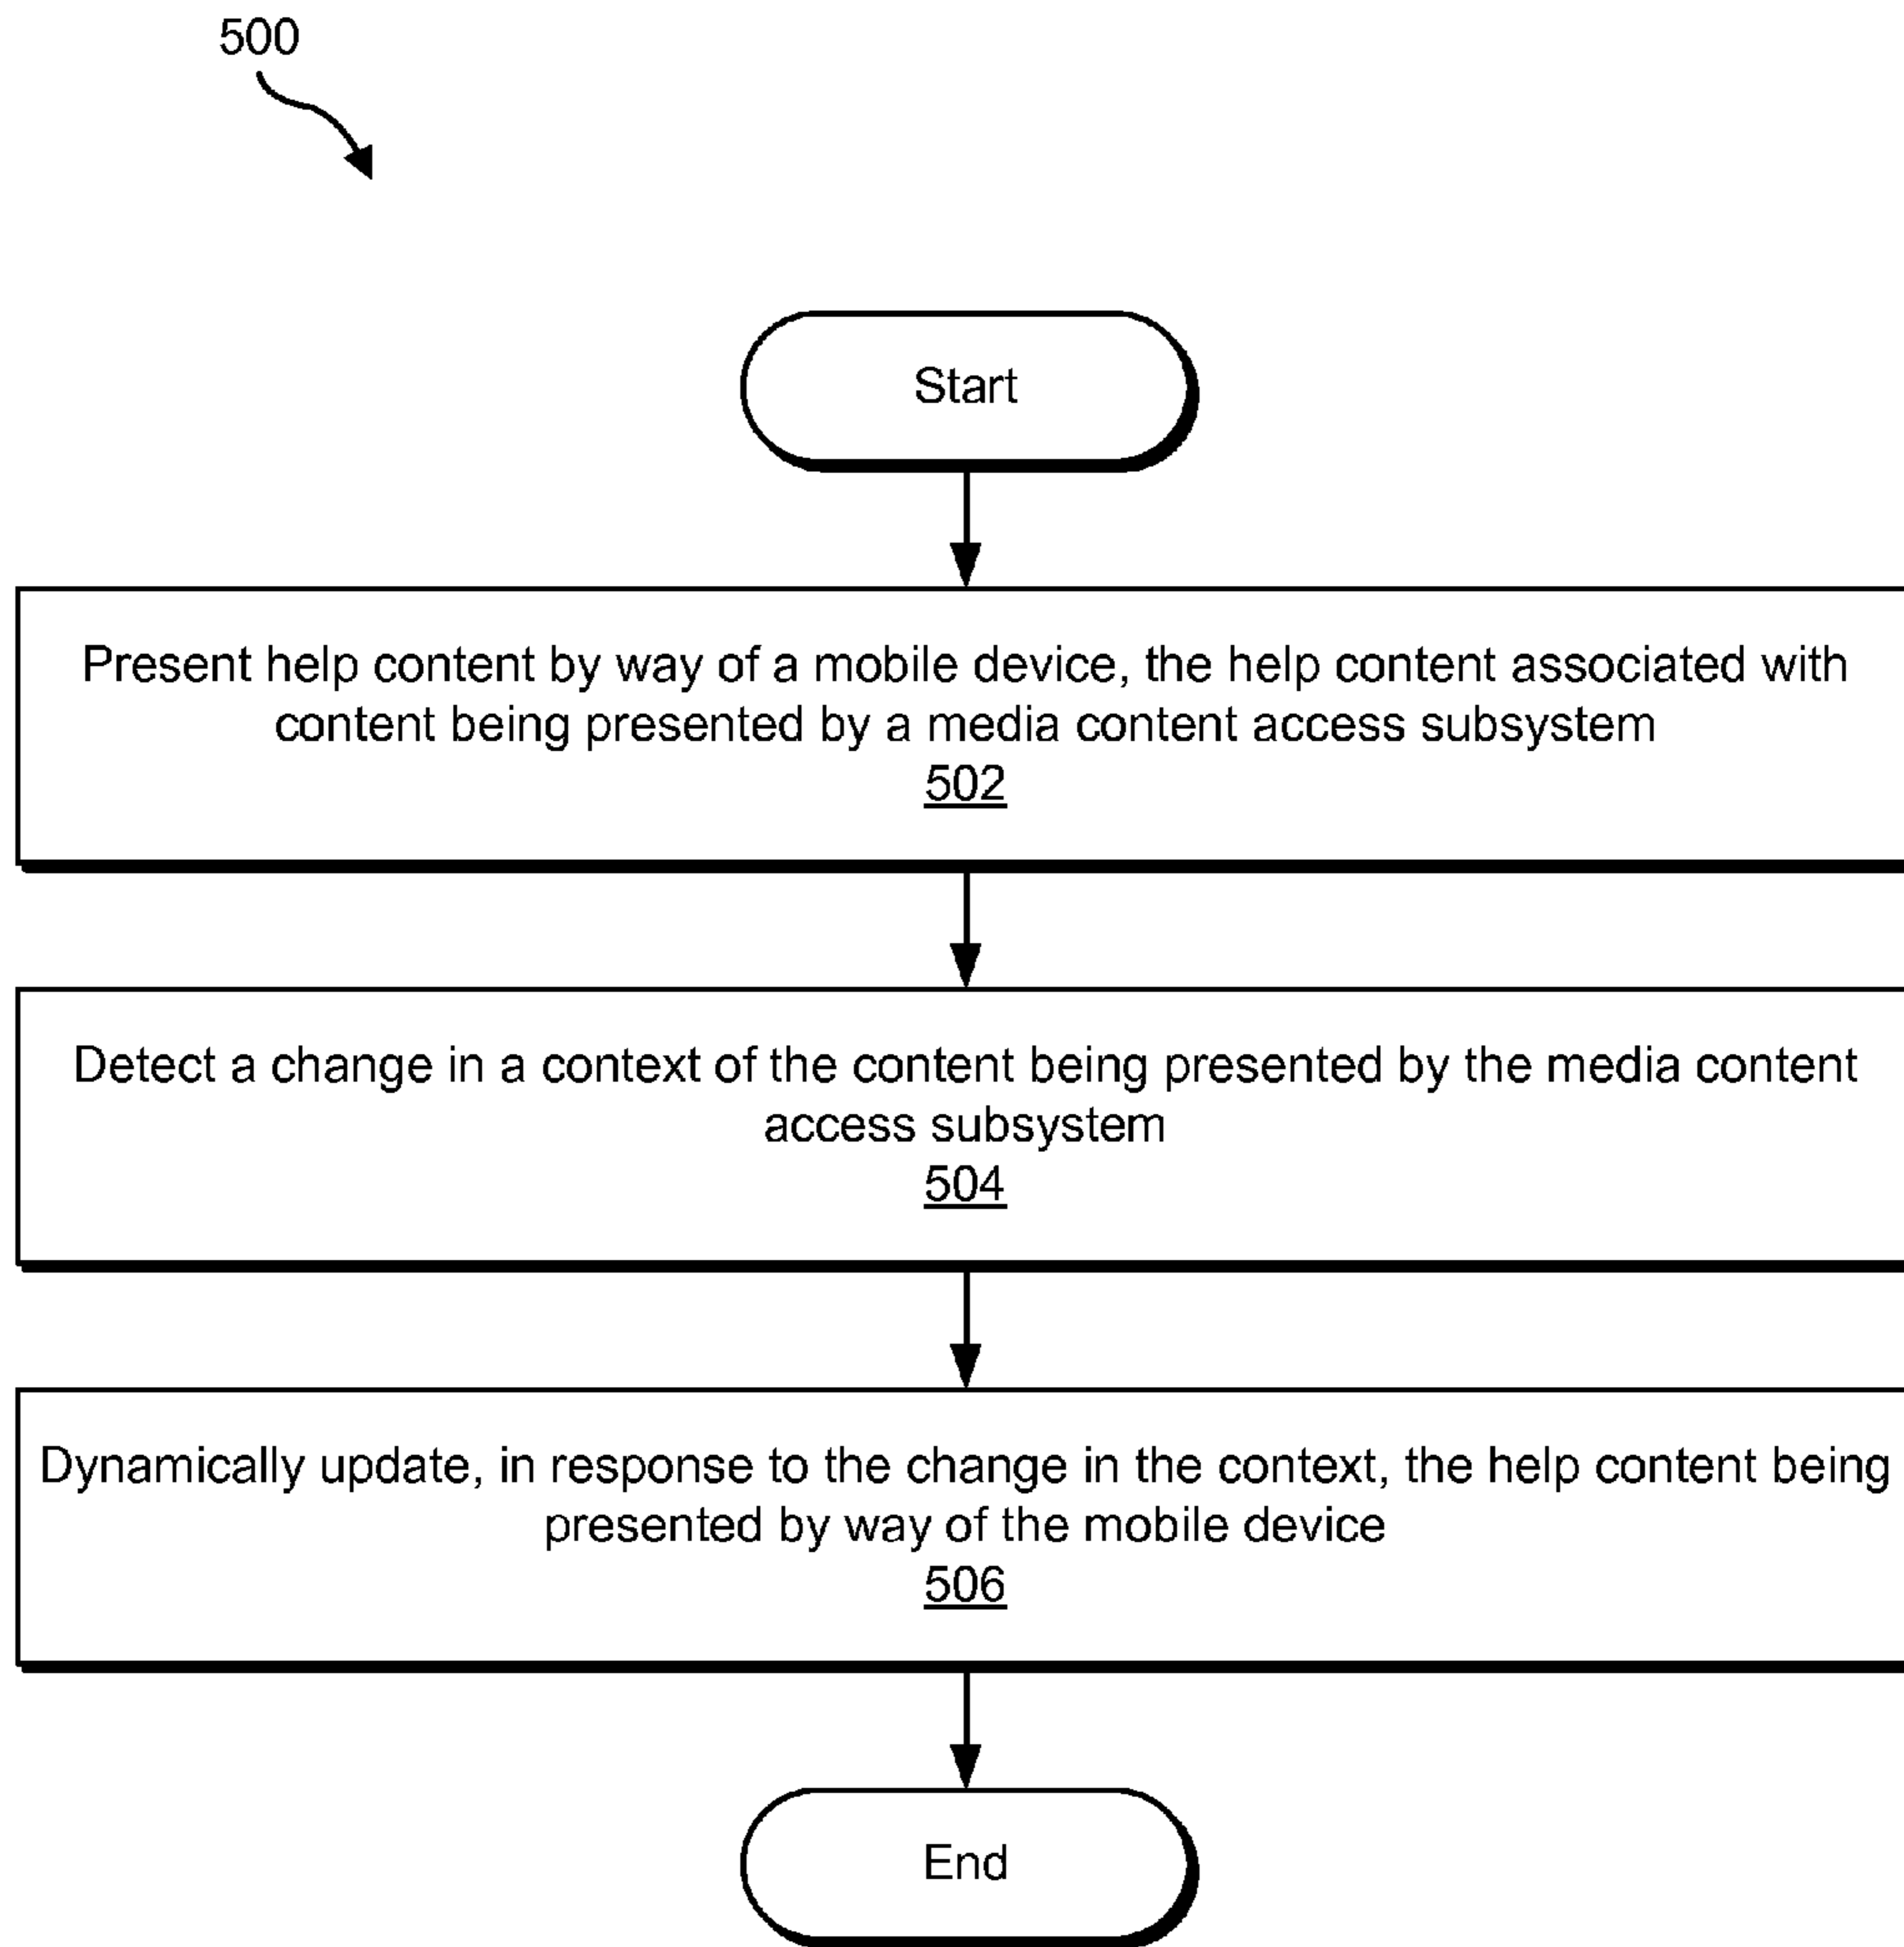 500
Start
Present help content by way of a mobile device, the help content associated with
content being presented by a media content access subsystem
502
Detect a change in a context of the content being presented by the media content
access subsystem
504
Dynamically update, in response to the change in the context, the help content being
presented by way of the mobile device
506
End